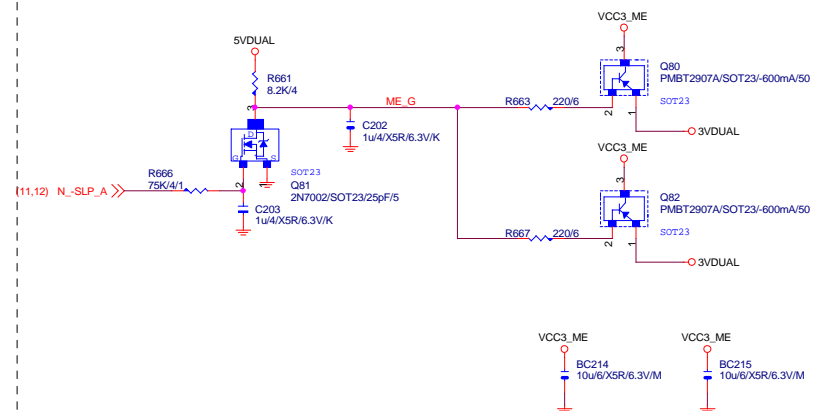 VCC3_ME
5VDUAL
3
Q80
PMBT2907A/SOT23/-600mA/50
R661
8.2K/4
SOT23
3
ME_G
R663
220/6
2
1
3VDUAL
D
C202
1u/4/X5R/6.3V/K
G
S
VCC3_ME
R666
75K/4/1
SOT23
3
(11,12) N_-SLP_A
2
1
Q81
2N7002/SOT23/25pF/5
Q82
PMBT2907A/SOT23/-600mA/50
C203
1u/4/X5R/6.3V/K
SOT23
R667
220/6
2
1
3VDUAL
VCC3_ME
VCC3_ME
BC214
10u/6/X5R/6.3V/M
BC215
10u/6/X5R/6.3V/M